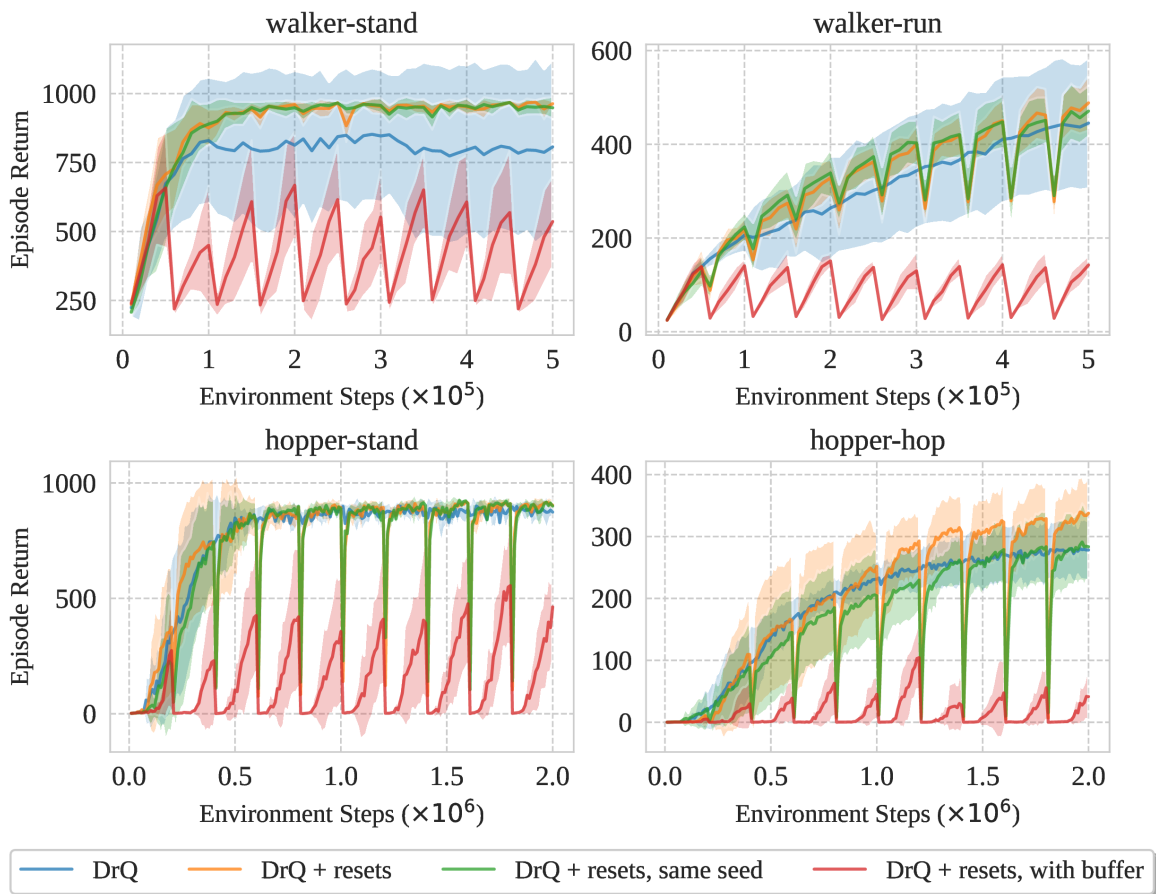 walker-stand
walker-run
Episode Return
1000
750
500
250
0 1 2 3 4 5
Environment Steps (×10⁵)
600
400
200
0
0 1 2 3 4 5
Environment Steps (×10⁵)
hopper-stand
hopper-hop
Episode Return
1000
500
0
0.0 0.5 1.0 1.5 2.0
Environment Steps (×10⁶)
400
300
200
100
0
0.0 0.5 1.0 1.5 2.0
Environment Steps (×10⁶)
DrQ DrQ + resets DrQ + resets, same seed DrQ + resets, with buffer